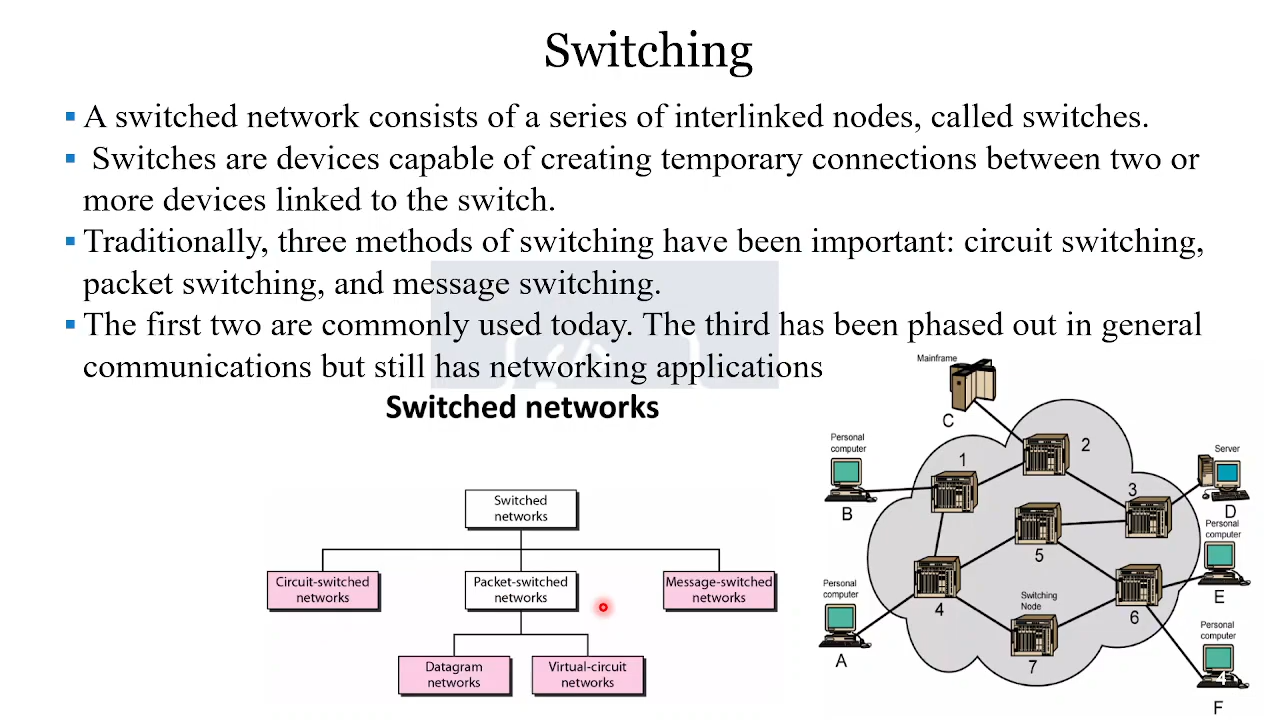 Switching
▪ A switched network consists of a series of interlinked nodes, called switches.
▪ Switches are devices capable of creating temporary connections between two or
more devices linked to the switch.
▪ Traditionally, three methods of switching have been important: circuit switching,
packet switching, and message switching.
▪ The first two are commonly used today. The third has been phased out in general
communications but still has networking applications
Switched networks
Switched
networks
Circuit-switched
networks
Packet-switched
networks
Message-switched
networks
Datagram
networks
Virtual-circuit
networks
Mainframe
C
Personal
computer
B
1
2
3
Server
D
Personal
computer
E
5
Personal
computer
A
4
Switching
Node
7
6
Personal
computer
4
F